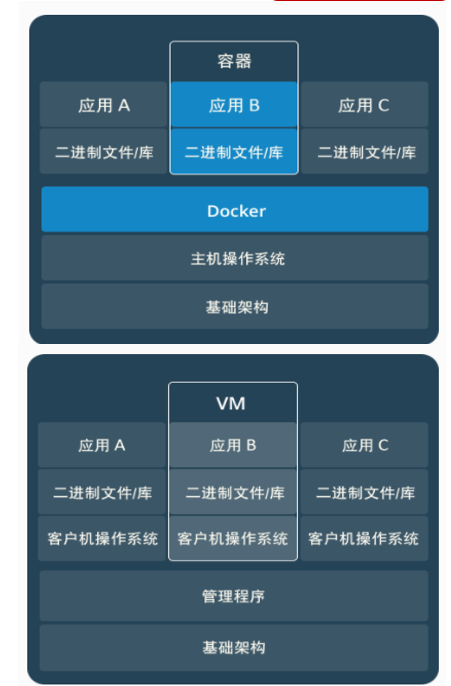 容器
应用 A 应用 B 应用 C
二进制文件/库 二进制文件/库 二进制文件/库
Docker
主机操作系统
基础架构
VM
应用 A 应用 B 应用 C
二进制文件/库 二进制文件/库 二进制文件/库
客户机操作系统 客户机操作系统 客户机操作系统
管理程序
基础架构